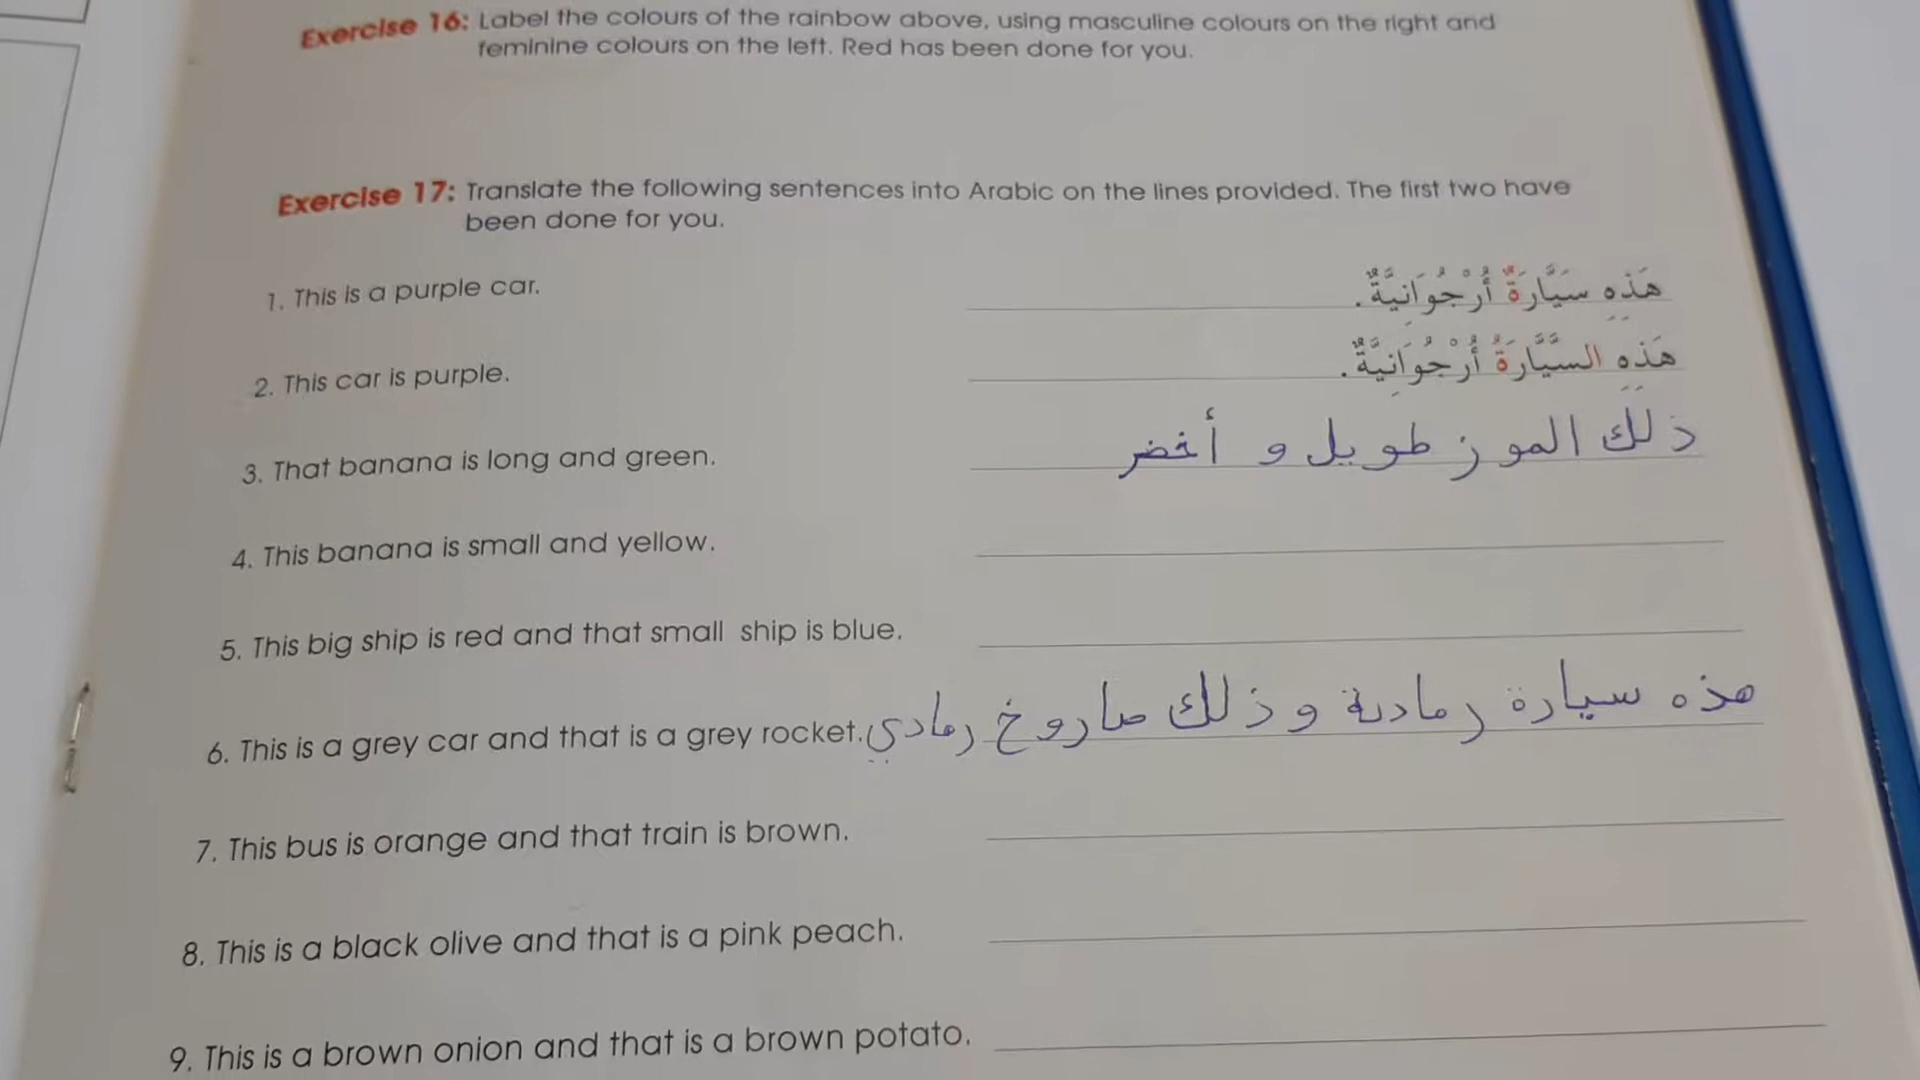 Exercise 16: Label the colours of the rainbow above, using masculine colours on the right and
feminine colours on the left. Red has been done for you.
Exercise 17: Translate the following sentences into Arabic on the lines provided. The first two have
been done for you.
1. This is a purple car.
هَذِهِ سَيَّارَةٌ أُرْجُوَانِيَّةٌ.
2. This car is purple.
هَذِهِ السَّيَّارَةُ أُرْجُوَانِيَّةٌ.
3. That banana is long and green.
ذلك الموز طويل و أخضر
4. This banana is small and yellow.
5. This big ship is red and that small ship is blue.
6. This is a grey car and that is a grey rocket.
هذه سيارة رمادية وذلك صاروخ رمادي
7. This bus is orange and that train is brown.
8. This is a black olive and that is a pink peach.
9. This is a brown onion and that is a brown potato.